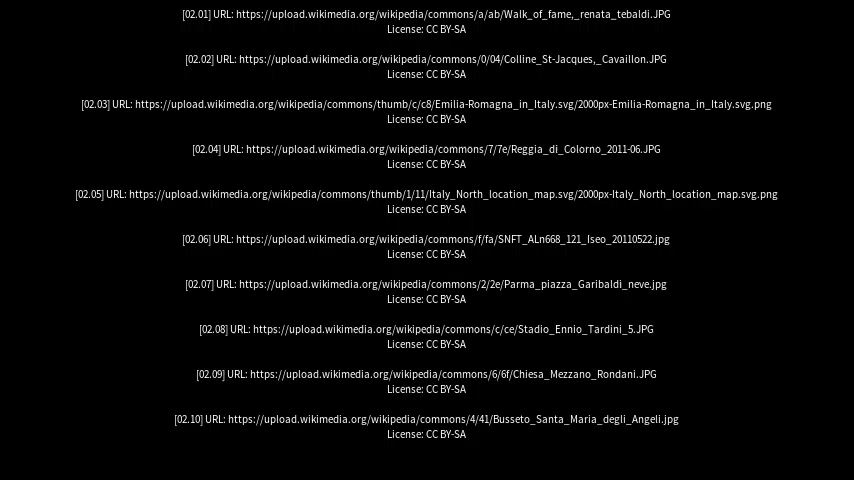 [02.01] URL: https://upload.wikimedia.org/wikipedia/commons/a/ab/Walk_of_fame,_renata_tebaldi.JPG
License: CC BY-SA
[02.02] URL: https://upload.wikimedia.org/wikipedia/commons/0/04/Colline_St-Jacques,_Cavaillon.JPG
License: CC BY-SA
[02.03] URL: https://upload.wikimedia.org/wikipedia/commons/thumb/c/c8/Emilia-Romagna_in_Italy.svg/2000px-Emilia-Romagna_in_Italy.svg.png
License: CC BY-SA
[02.04] URL: https://upload.wikimedia.org/wikipedia/commons/7/7e/Reggia_di_Colorno_2011-06.JPG
License: CC BY-SA
[02.05] URL: https://upload.wikimedia.org/wikipedia/commons/thumb/1/11/Italy_North_location_map.svg/2000px-Italy_North_location_map.svg.png
License: CC BY-SA
[02.06] URL: https://upload.wikimedia.org/wikipedia/commons/f/fa/SNFT_ALn668_121_Iseo_20110522.jpg
License: CC BY-SA
[02.07] URL: https://upload.wikimedia.org/wikipedia/commons/2/2e/Parma_piazza_Garibaldi_neve.jpg
License: CC BY-SA
[02.08] URL: https://upload.wikimedia.org/wikipedia/commons/c/ce/Stadio_Ennio_Tardini_5.JPG
License: CC BY-SA
[02.09] URL: https://upload.wikimedia.org/wikipedia/commons/6/6f/Chiesa_Mezzano_Rondani.JPG
License: CC BY-SA
[02.10] URL: https://upload.wikimedia.org/wikipedia/commons/4/41/Busseto_Santa_Maria_degli_Angeli.jpg
License: CC BY-SA